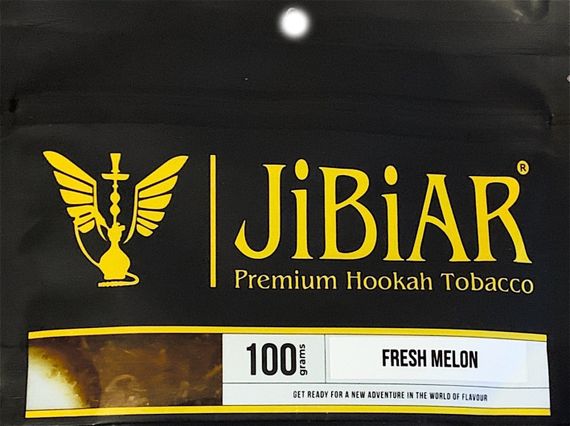 JiBiAR®
Premium Hookah Tobacco
100 grams
FRESH MELON
GET READY FOR A NEW ADVENTURE IN THE WORLD OF FLAVOUR